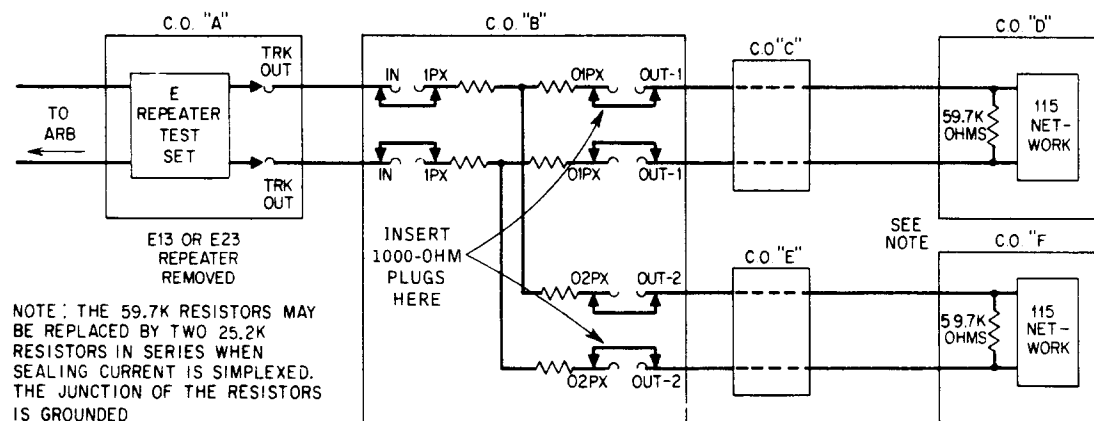 C.O. "A"
C.O. "B"
C.O "C"
C.O. "D"
TRK
OUT
IN
1PX
01PX
OUT-1
E
REPEATER
TEST
SET
TO
ARB
59.7K
OHMS
115
NET-
WORK
IN
1PX
01PX
OUT-1
TRK
OUT
E13 OR E23
REPEATER
REMOVED
INSERT
1000-OHM
PLUGS
HERE
SEE
NOTE
C.O. "E"
C.O. "F
02PX
OUT-2
59.7K
OHMS
115
NET-
WORK
02PX
OUT-2
NOTE: THE 59.7K RESISTORS MAY
BE REPLACED BY TWO 25.2K
RESISTORS IN SERIES WHEN
SEALING CURRENT IS SIMPLEXED.
THE JUNCTION OF THE RESISTORS
IS GROUNDED